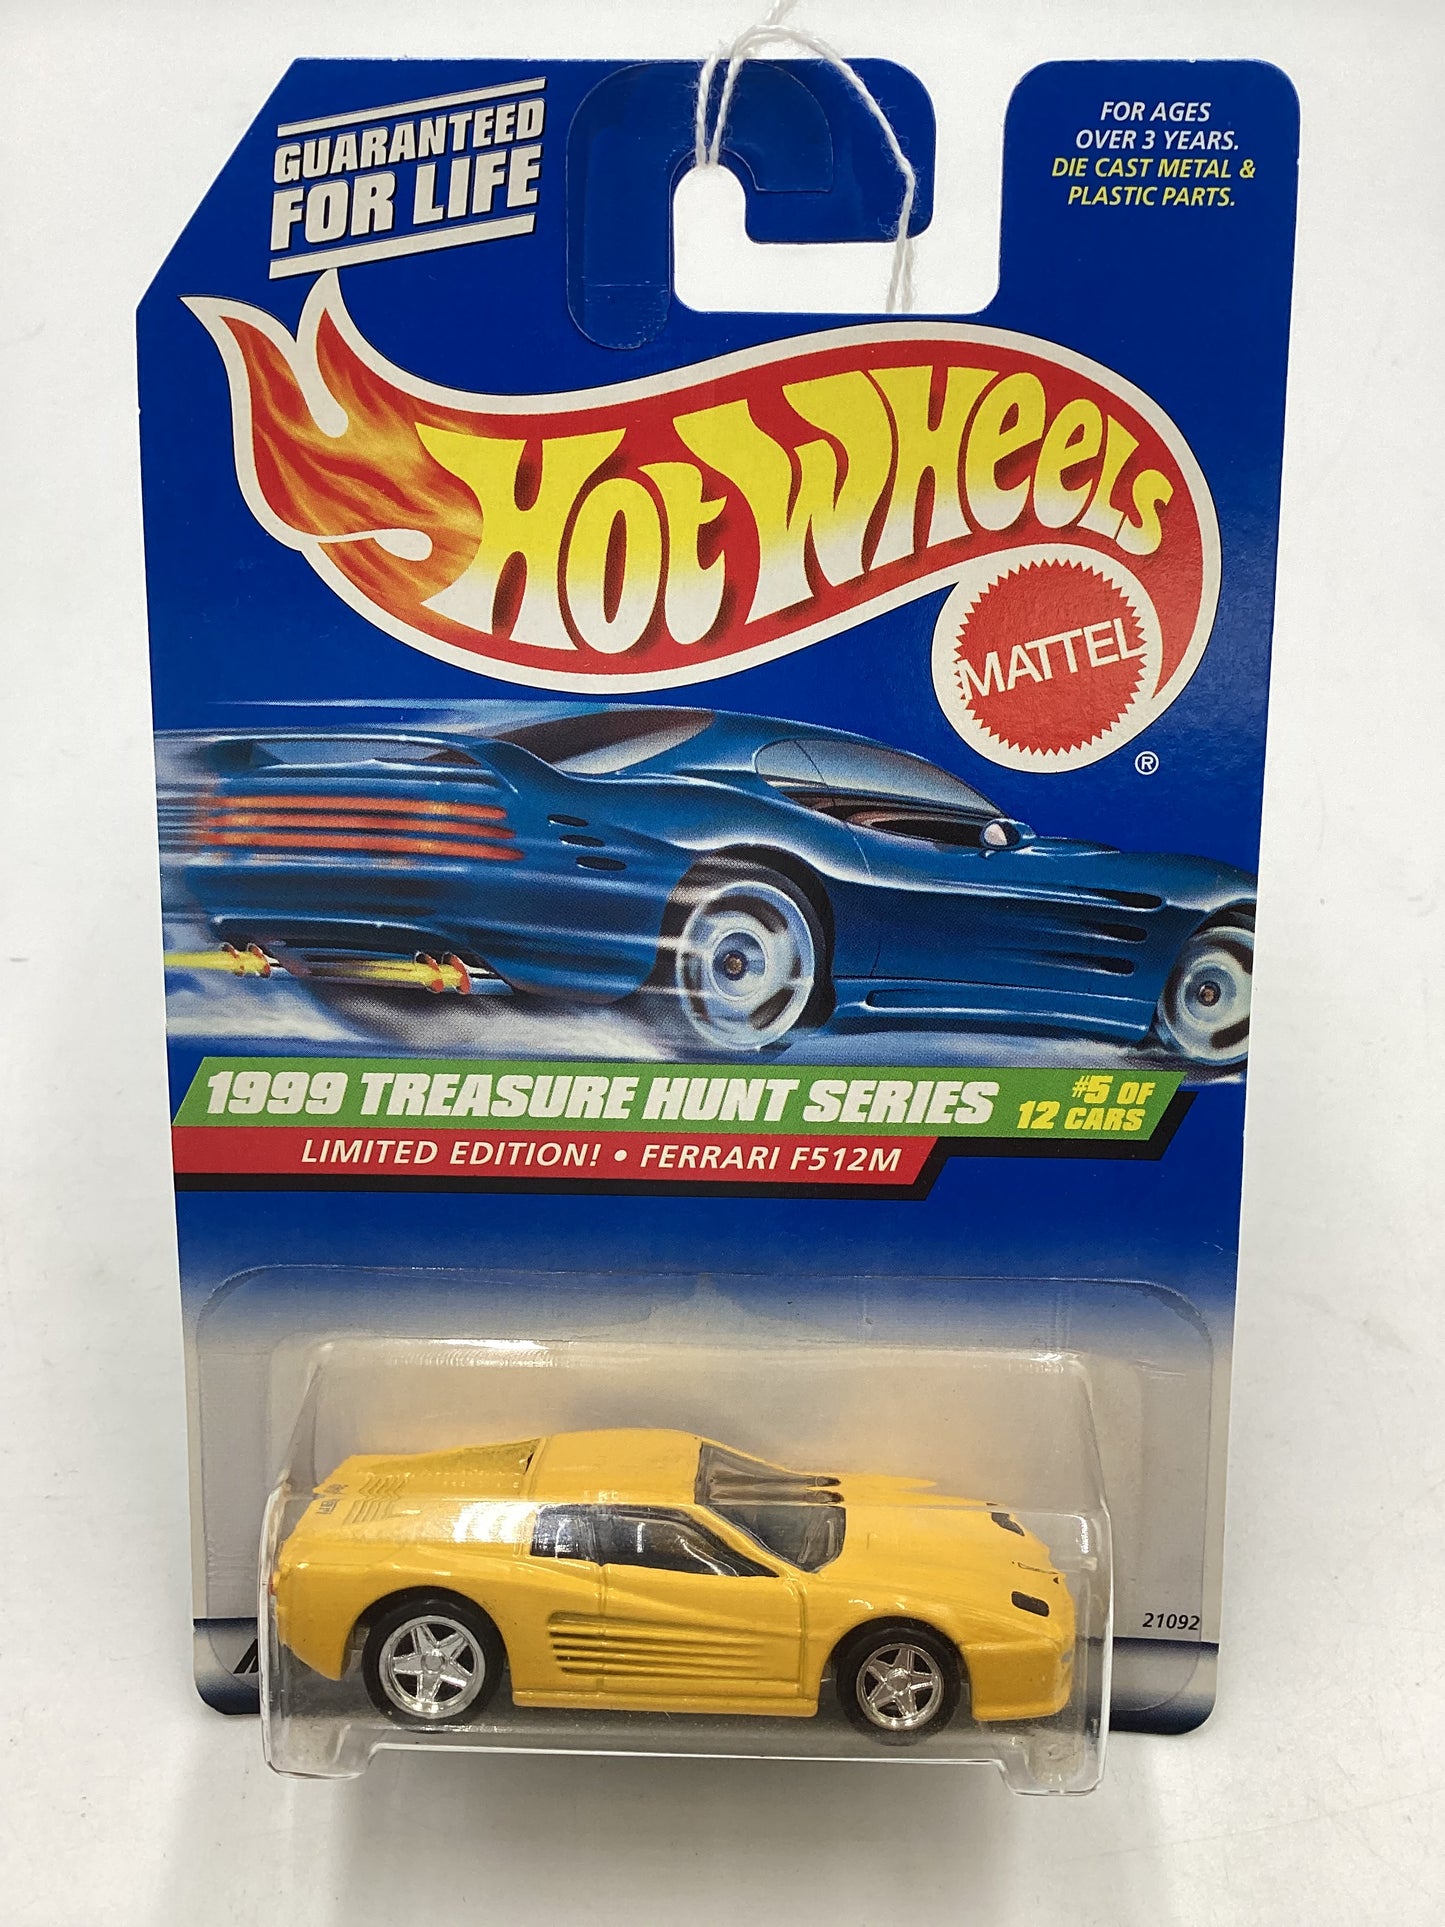 GUARANTEED
FOR LIFE
FOR AGES
OVER 3 YEARS.
DIE CAST METAL &
PLASTIC PARTS.
HOT WHEELS
MATTEL
®
1999 TREASURE HUNT SERIES
#5 OF
12 CARS
LIMITED EDITION! • FERRARI F512M
21092